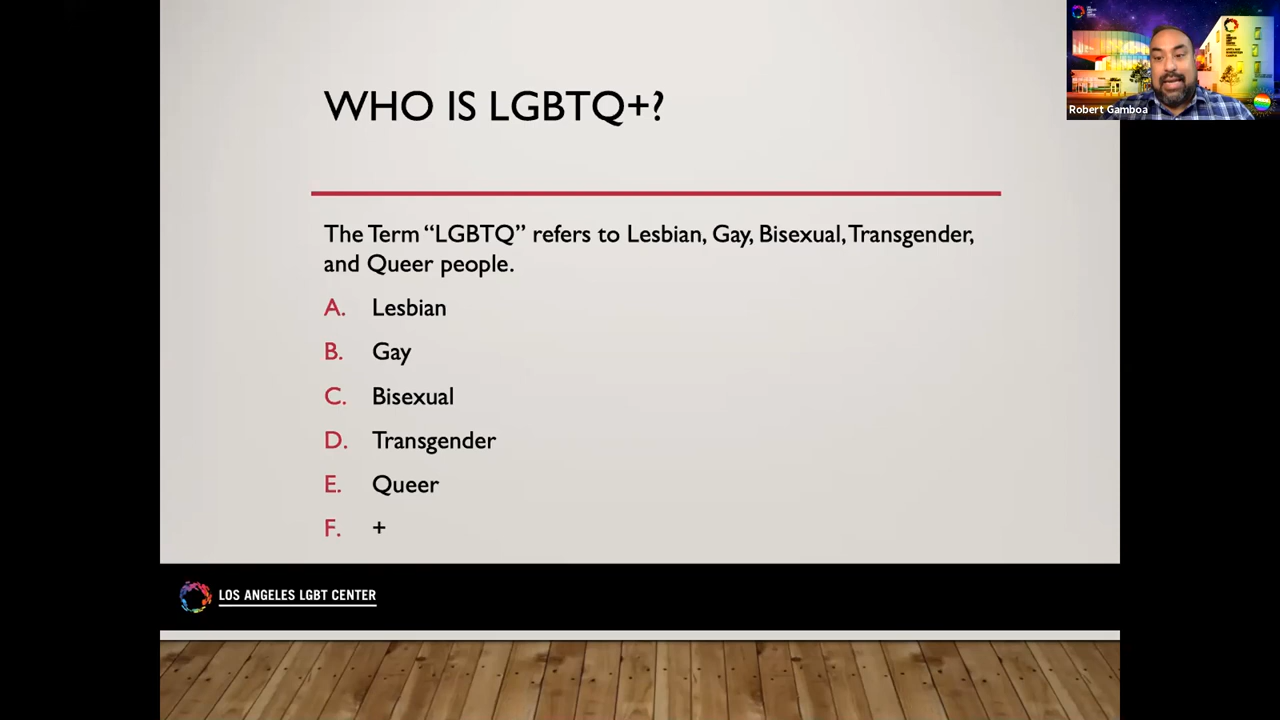 WHO IS LGBTQ+?
The Term “LGBTQ” refers to Lesbian, Gay, Bisexual, Transgender,
and Queer people.
A. Lesbian
B. Gay
C. Bisexual
D. Transgender
E. Queer
F. +
LOS ANGELES LGBT CENTER
Robert Gamboa